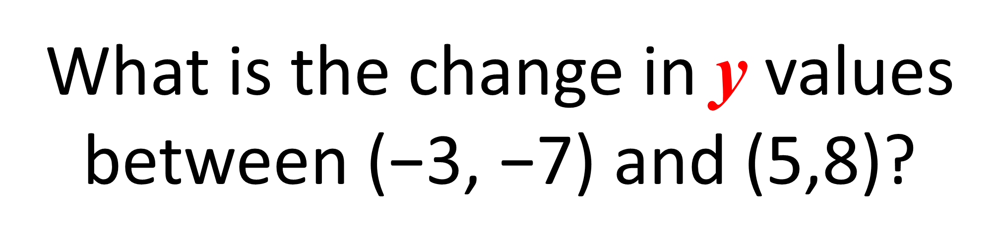 What is the change in y values
between (−3, −7) and (5,8)?